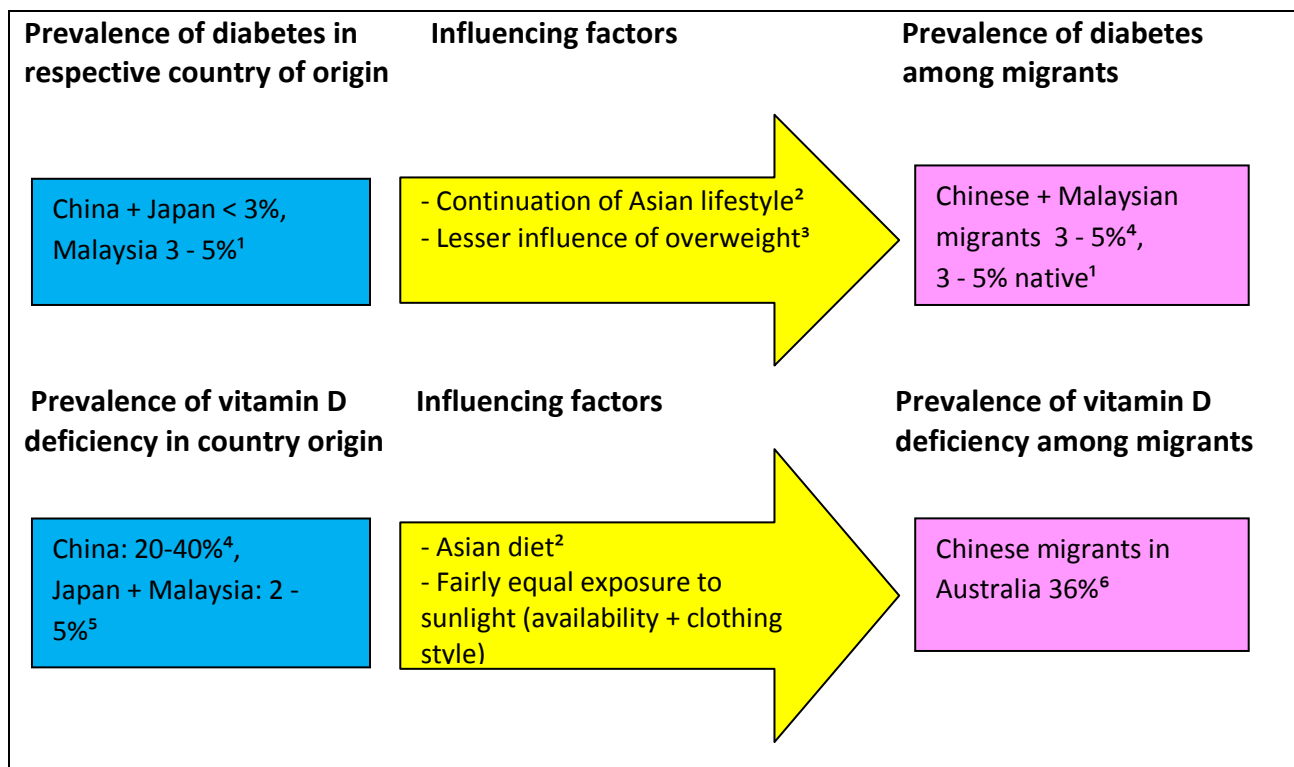 Prevalence of diabetes in
respective country of origin
Influencing factors
Prevalence of diabetes
among migrants
China + Japan < 3%,
Malaysia 3 - 5%¹
- Continuation of Asian lifestyle²
- Lesser influence of overweight³
Chinese + Malaysian
migrants 3 - 5%⁴,
3 - 5% native¹
Prevalence of vitamin D
deficiency in country origin
Influencing factors
Prevalence of vitamin D
deficiency among migrants
China: 20-40%⁴,
Japan + Malaysia: 2 -
5%⁵
- Asian diet²
- Fairly equal exposure to
sunlight (availability + clothing
style)
Chinese migrants in
Australia 36%⁶